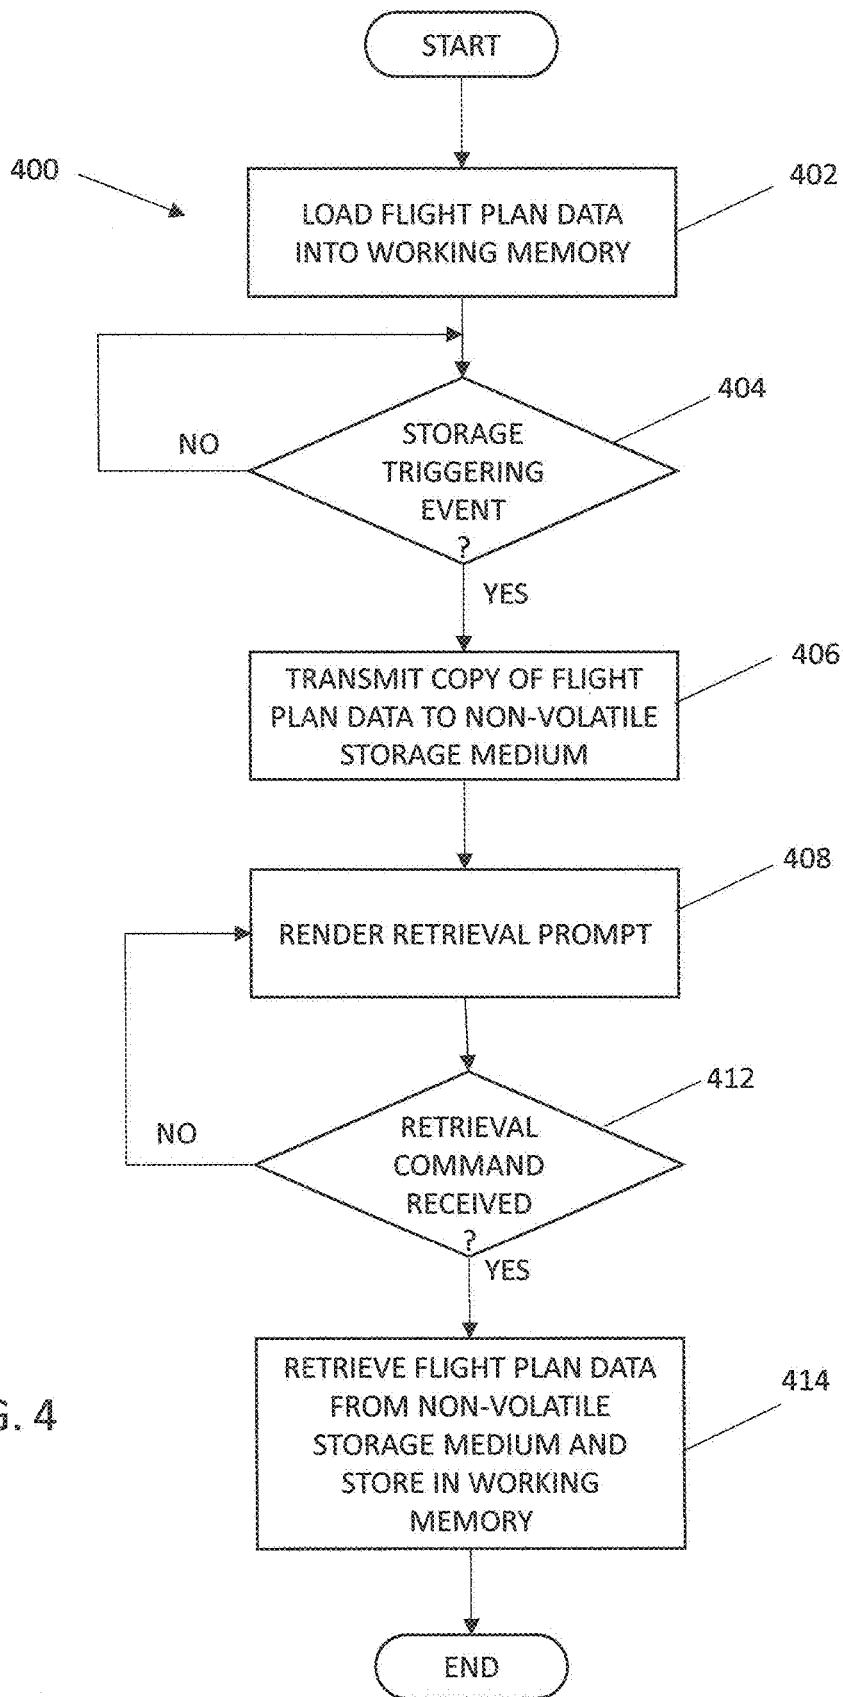 START
400
402
LOAD FLIGHT PLAN DATA
INTO WORKING MEMORY
404
NO
STORAGE
TRIGGERING
EVENT
?
YES
406
TRANSMIT COPY OF FLIGHT
PLAN DATA TO NON-VOLATILE
STORAGE MEDIUM
408
RENDER RETRIEVAL PROMPT
412
NO
RETRIEVAL
COMMAND
RECEIVED
?
YES
414
RETRIEVE FLIGHT PLAN DATA
FROM NON-VOLATILE
STORAGE MEDIUM AND
STORE IN WORKING
MEMORY
G. 4
END